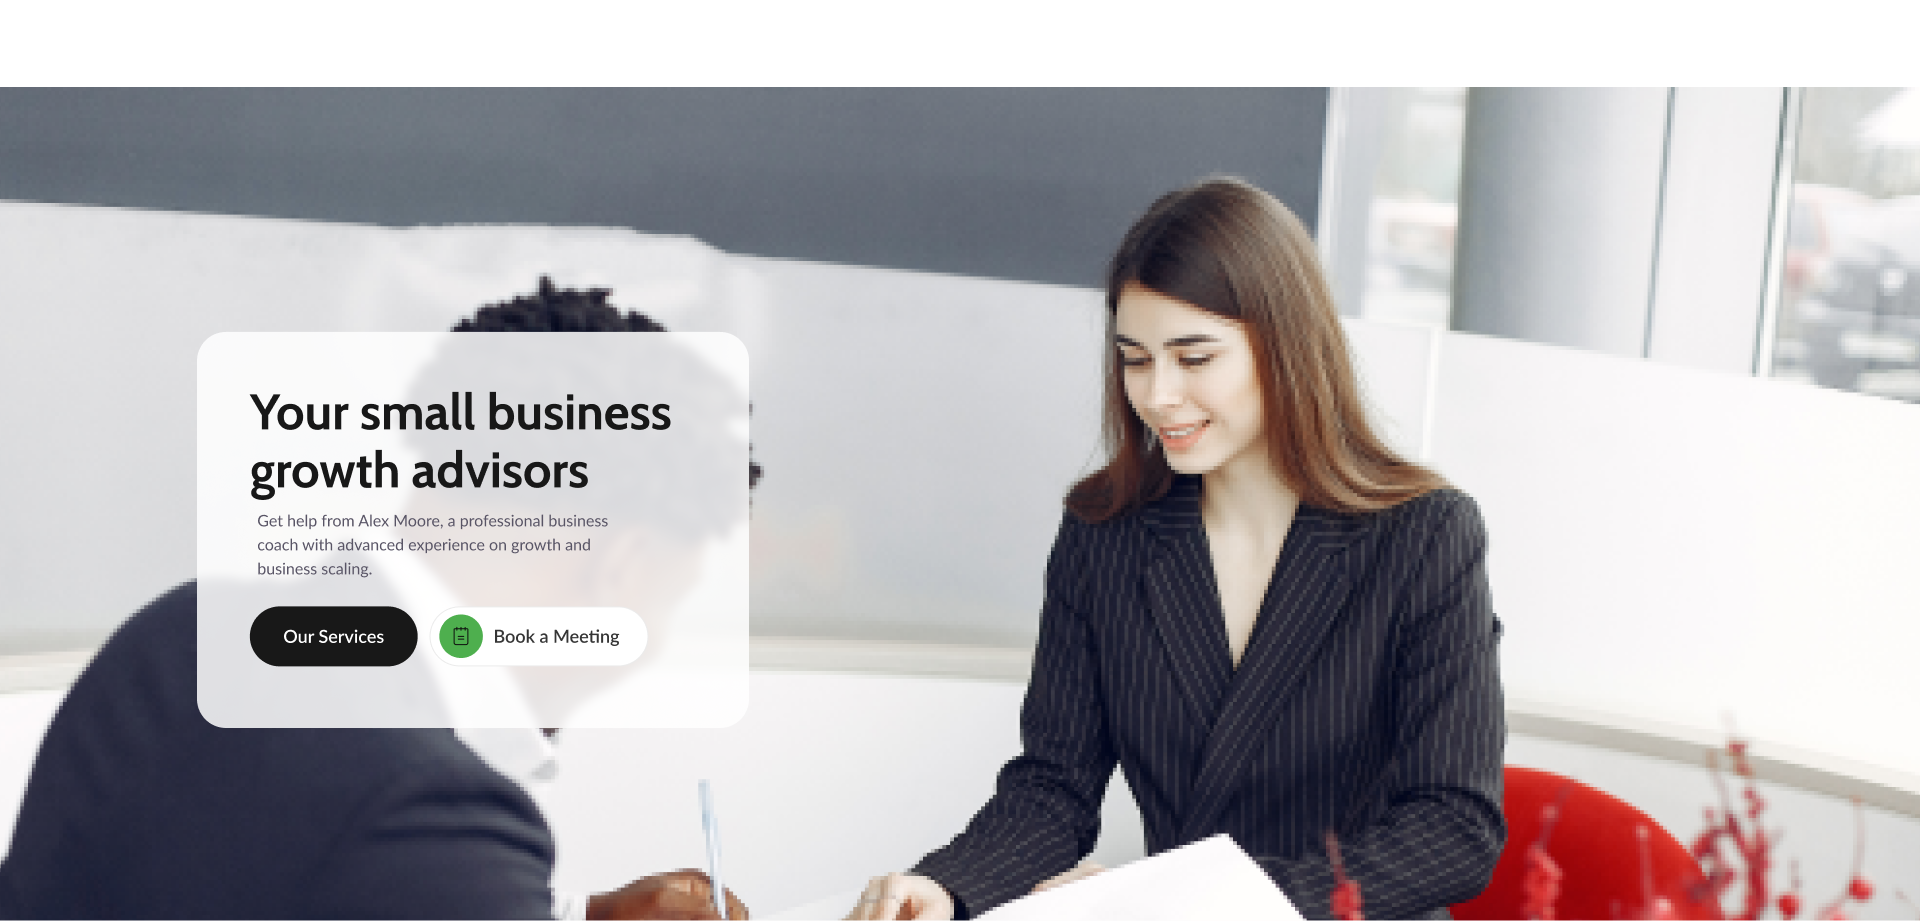 Your small business
growth advisors
Get help from Alex Moore, a professional business
coach with advanced experience on growth and
business scaling.
Our Services
Book a Meeting